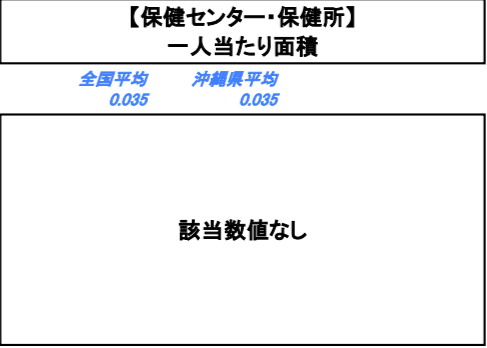 【保健センター・保健所】
一人当たり面積
全国平均 沖縄県平均
0.035 0.035
該当数値なし